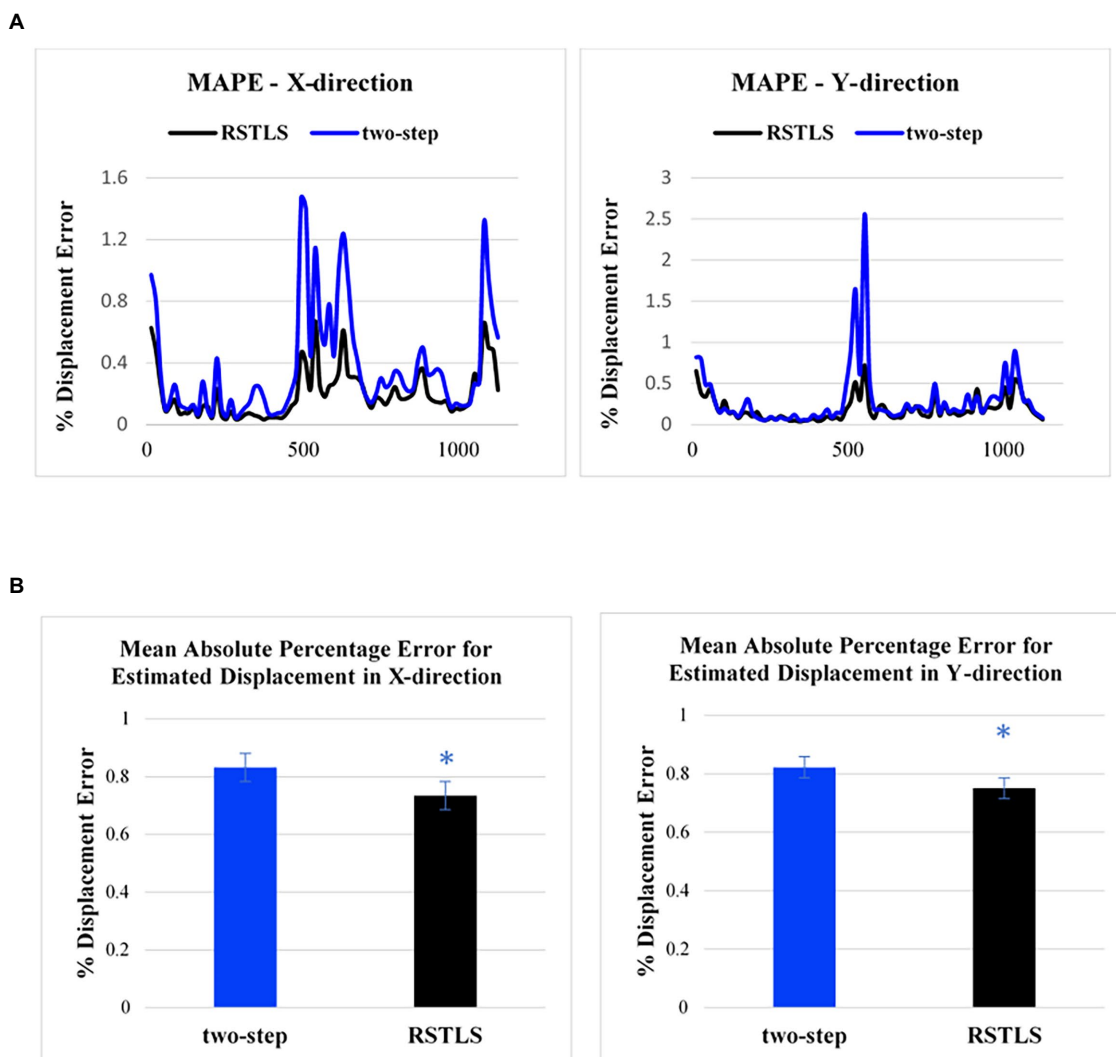 A
MAPE - X-direction
RSTLS two-step
% Displacement Error
1.6
1.2
0.8
0.4
0
0 500 1000
MAPE - Y-direction
RSTLS two-step
% Displacement Error
3
2.5
2
1.5
1
0.5
0
0 500 1000
B
Mean Absolute Percentage Error for
Estimated Displacement in X-direction
% Displacement Error
1
0.8
0.6
0.4
0.2
0
*
two-step RSTLS
Mean Absolute Percentage Error for
Estimated Displacement in Y-direction
% Displacement Error
1
0.8
0.6
0.4
0.2
0
*
two-step RSTLS